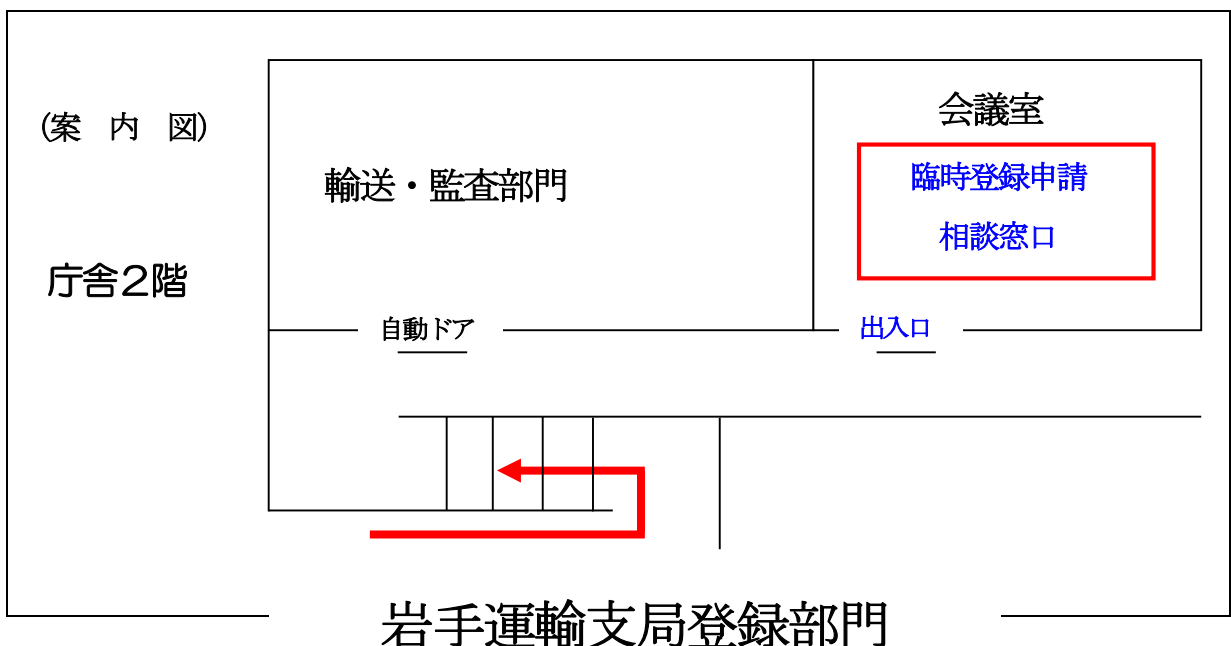 (案　内　図)
庁舎２階
輸送・監査部門
会議室
臨時登録申請
相談窓口
自動ドア
出入口
岩手運輸支局登録部門